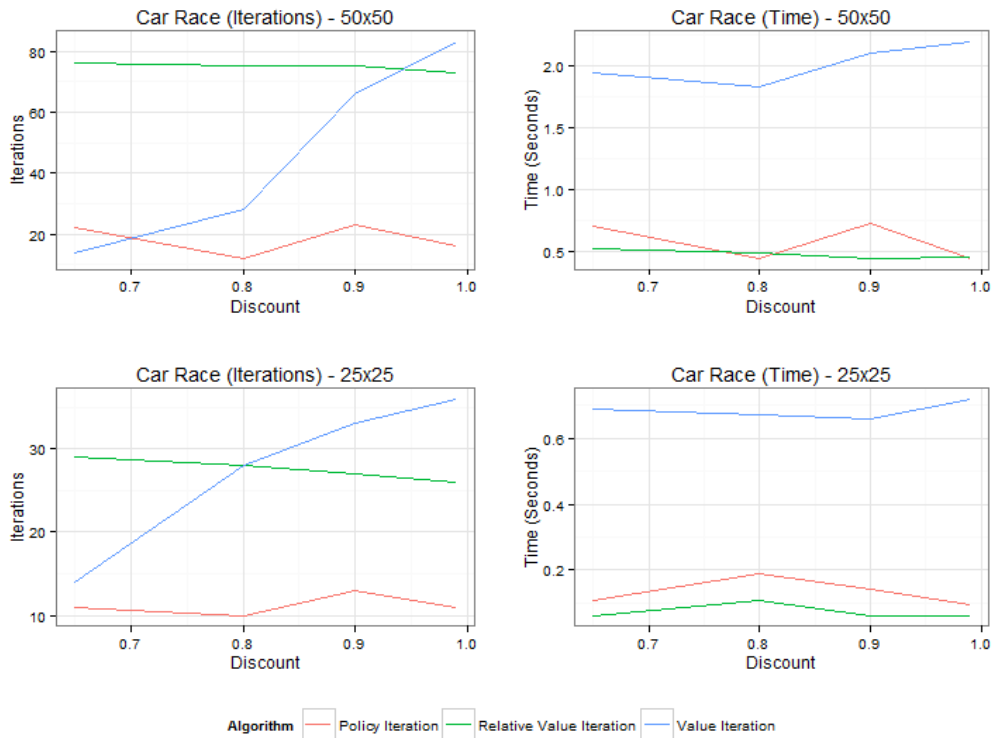 Car Race (Iterations) - 50x50
80
60
40
20
Iterations
0.7 0.8 0.9 1.0
Discount
Car Race (Time) - 50x50
2.0
1.5
1.0
0.5
Time (Seconds)
0.7 0.8 0.9 1.0
Discount
Car Race (Iterations) - 25x25
30
20
10
Iterations
0.7 0.8 0.9 1.0
Discount
Car Race (Time) - 25x25
0.6
0.4
0.2
Time (Seconds)
0.7 0.8 0.9 1.0
Discount
Algorithm Policy Iteration Relative Value Iteration Value Iteration